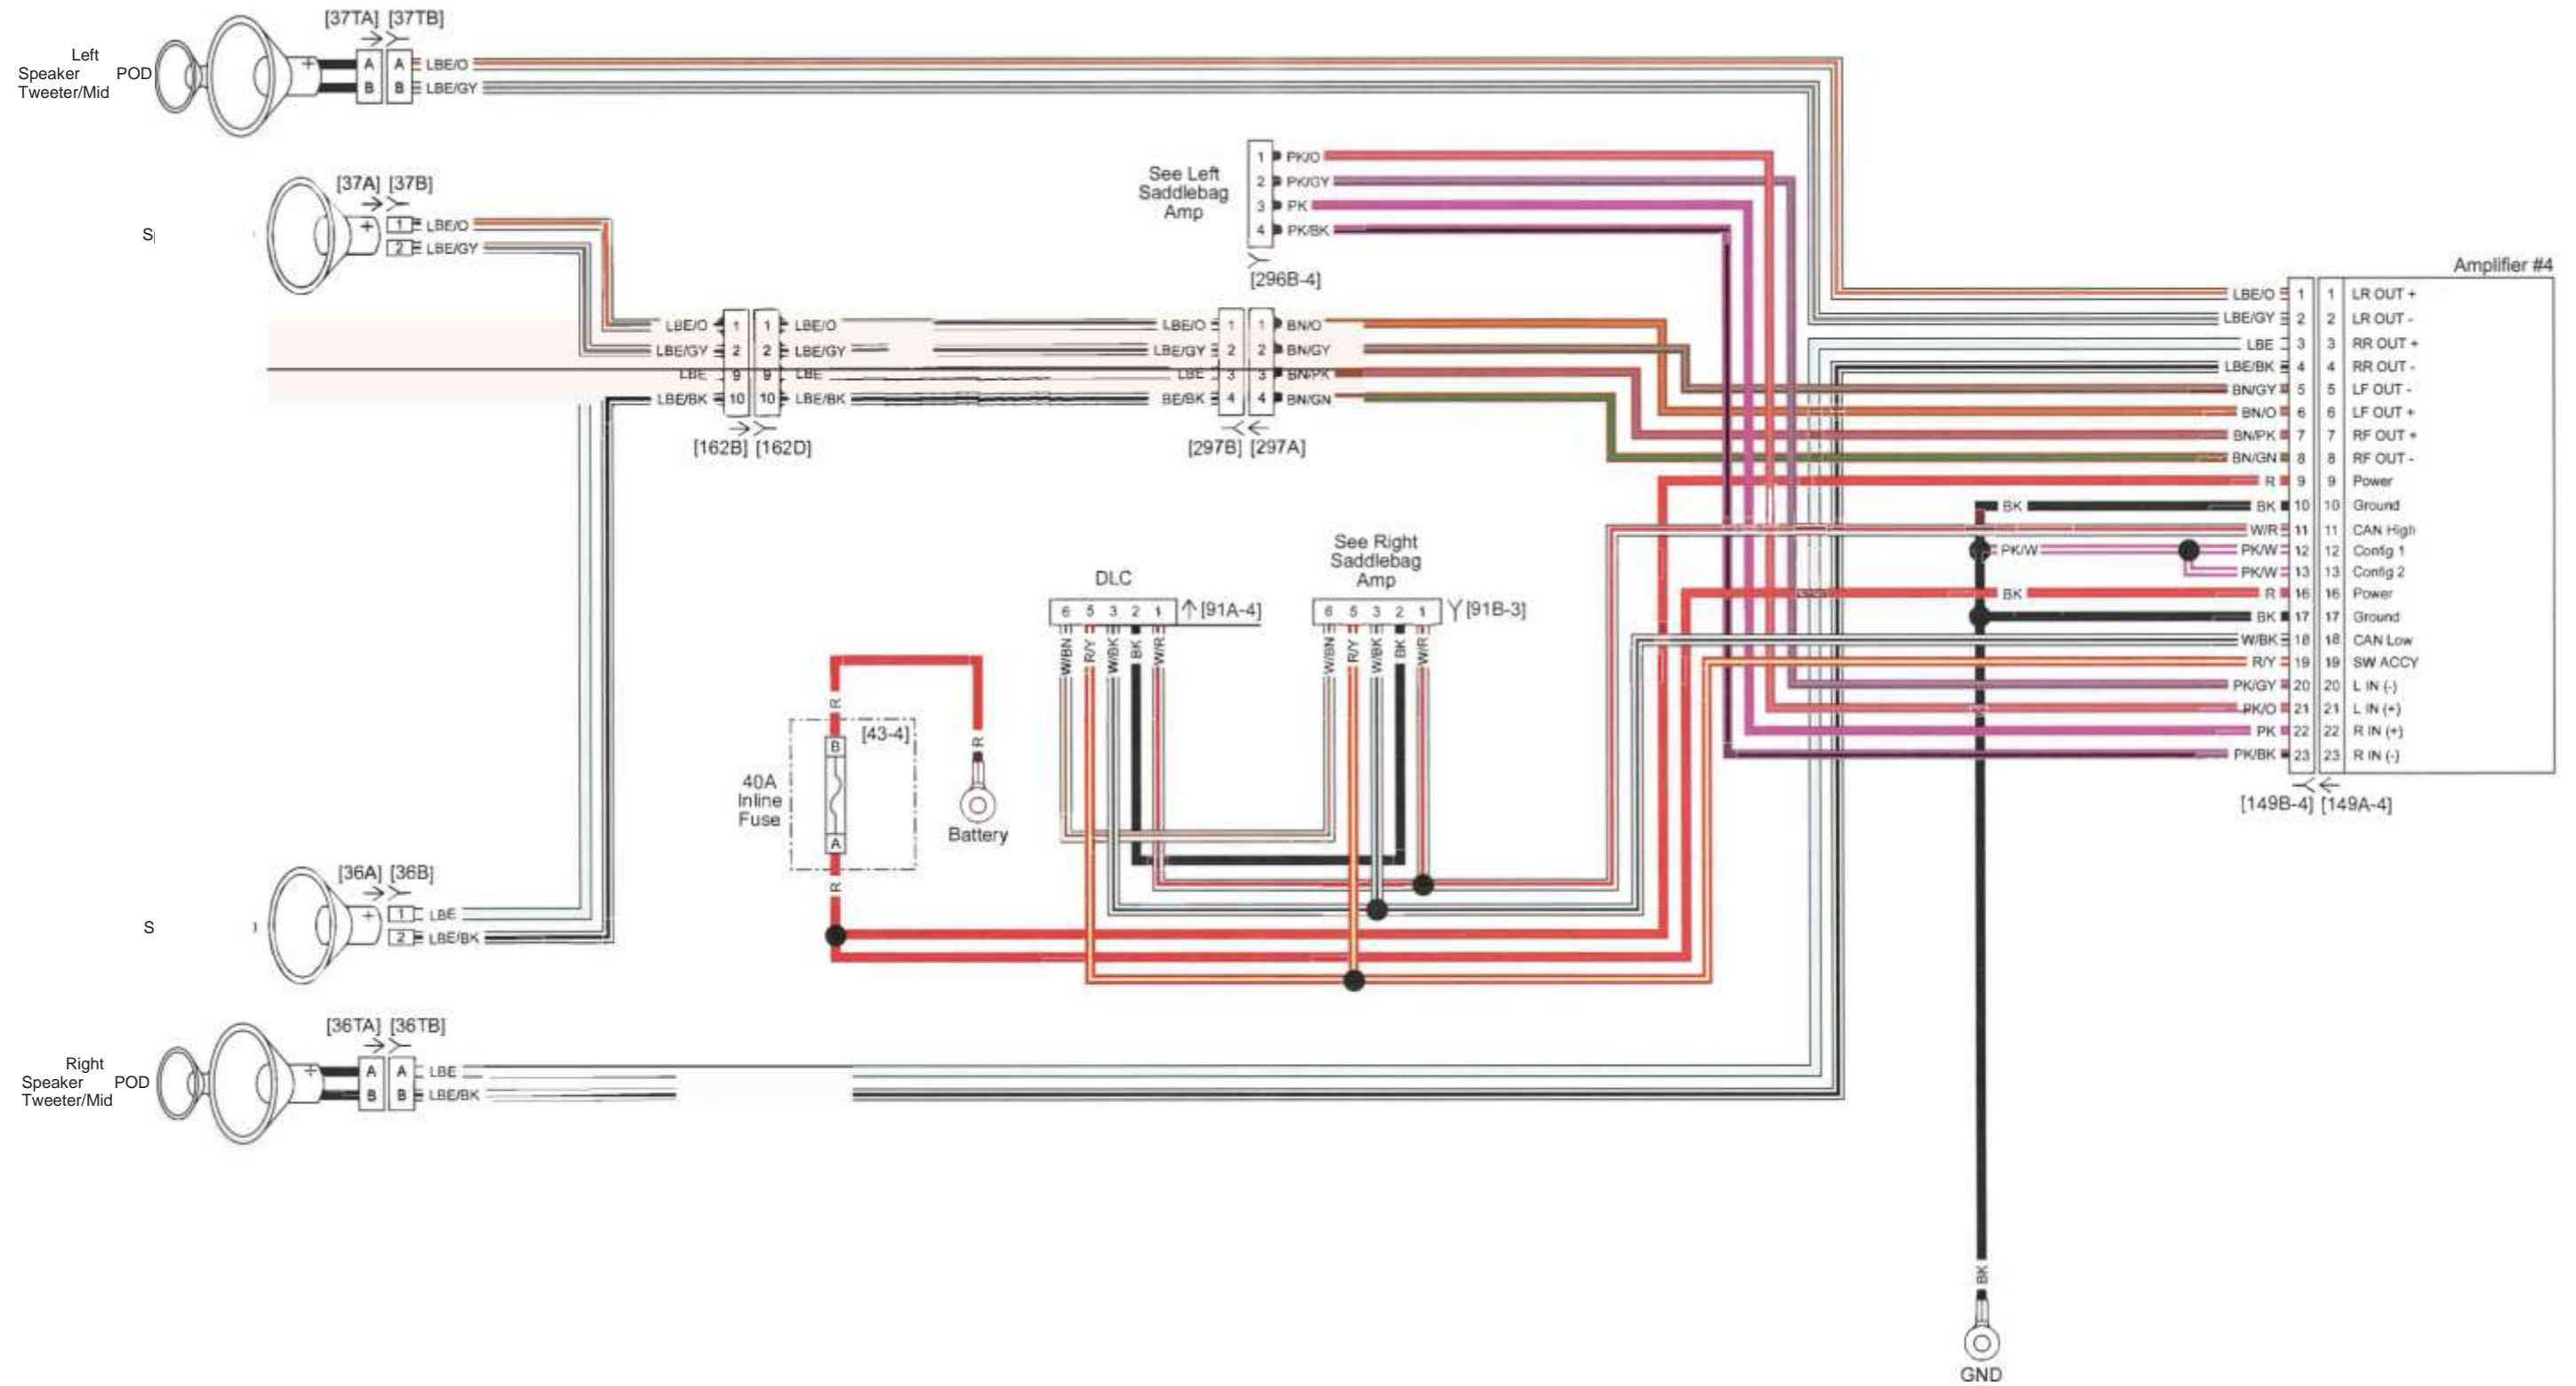 [37TA] [37TB]
Left
Speaker POD
Tweeter/Mid
+ A A LBE/O
B B LBE/GY
[37A] [37B]
S
+ 1 LBE/O
2 LBE/GY
See Left
Saddlebag
Amp
1 PK/O
2 PK/GY
3 PK
4 PK/BK
[296B-4]
LBE/O 1 1 LBE/O
LBE/GY 2 2 LBE/GY
LBE 9 9 LBE
LBE/BK 10 10 LBE/BK
[162B] [162D]
LBE/O 1 1 BN/O
LBE/GY 2 2 BN/GY
LBE 3 3 BN/PK
BE/BK 4 4 BN/GN
[297B] [297A]
Amplifier #4
LBE/O 1 1 LR OUT +
LBE/GY 2 2 LR OUT -
LBE 3 3 RR OUT +
LBE/BK 4 4 RR OUT -
BN/GY 5 5 LF OUT -
BN/O 6 6 LF OUT +
BN/PK 7 7 RF OUT +
BN/GN 8 8 RF OUT -
R 9 9 Power
BK BK 10 10 Ground
W/R 11 11 CAN High
PK/W PK/W 12 12 Config 1
PK/W 13 13 Config 2
BK R 16 16 Power
BK 17 17 Ground
W/BK 18 18 CAN Low
R/Y 19 19 SW ACCY
PK/GY 20 20 L IN (-)
PK/O 21 21 L IN (+)
PK 22 22 R IN (+)
PK/BK 23 23 R IN (-)
[149B-4] [149A-4]
DLC
6 5 3 2 1 [91A-4]
W/BN R/Y W/BK BK W/R
See Right
Saddlebag
Amp
6 5 3 2 1 [91B-3]
W/BN R/Y W/BK BK W/R
R
[43-4]
B
40A
Inline
Fuse
A
R
R
Battery
[36A] [36B]
S
+ 1 LBE
2 LBE/BK
[36TA] [36TB]
Right
Speaker POD
Tweeter/Mid
+ A A LBE
B B LBE/BK
BK
GND